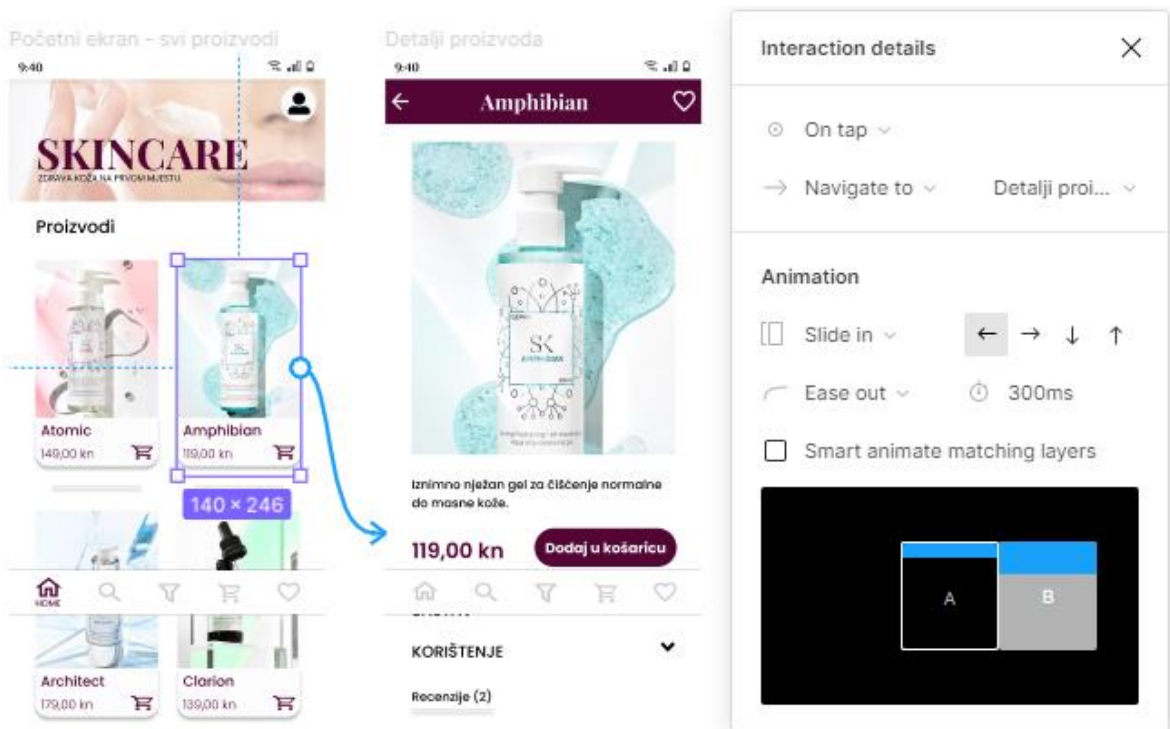 Početni ekran – svi proizvodi
9:40
SKINCARE
ZDRAVA KOŽA NA PRVOM MJESTU.
Proizvodi
Atomic
149,00 kn
Amphibian
119,00 kn
140 × 246
HOME
Architect
179,00 kn
Clarion
139,00 kn
Detalji proizvoda
9:40
Amphibian
SK
AMPHIBIAN
Iznimno nježan gel za čišćenje normalne
do masne kože.
119,00 kn
Dodaj u košaricu
KORIŠTENJE
Recenzije (2)
Interaction details
On tap
Navigate to
Detalji proi...
Animation
Slide in
Ease out
300ms
Smart animate matching layers
A
B